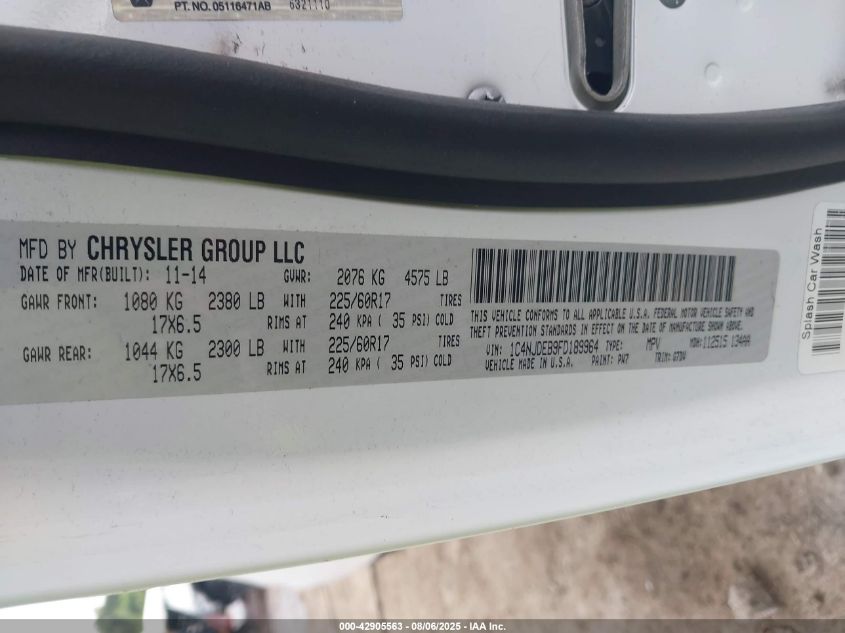 PT. NO. 05116471AB 6321110
MFD BY CHRYSLER GROUP LLC
DATE OF MFR(BUILT): 11-14 GVWR: 2076 KG 4575 LB
GAWR FRONT: 1080 KG 2380 LB WITH 225/60R17 TIRES
17X6.5 RIMS AT 240 KPA ( 35 PSI) COLD
GAWR REAR: 1044 KG 2300 LB WITH 225/60R17 TIRES
17X6.5 RIMS AT 240 KPA ( 35 PSI) COLD
THIS VEHICLE CONFORMS TO ALL APPLICABLE U.S.A. FEDERAL MOTOR VEHICLE SAFETY AND
THEFT PREVENTION STANDARDS IN EFFECT ON THE DATE OF MANUFACTURE SHOWN ABOVE.
VIN: 1C4NJDEB9FD189964 TYPE: MPV MDH: 112515 134AA
VEHICLE MADE IN U.S.A. PAINT: PW7 TRIM:
Splash Car Wash
000-42905563 - 08/06/2025 - IAA Inc.